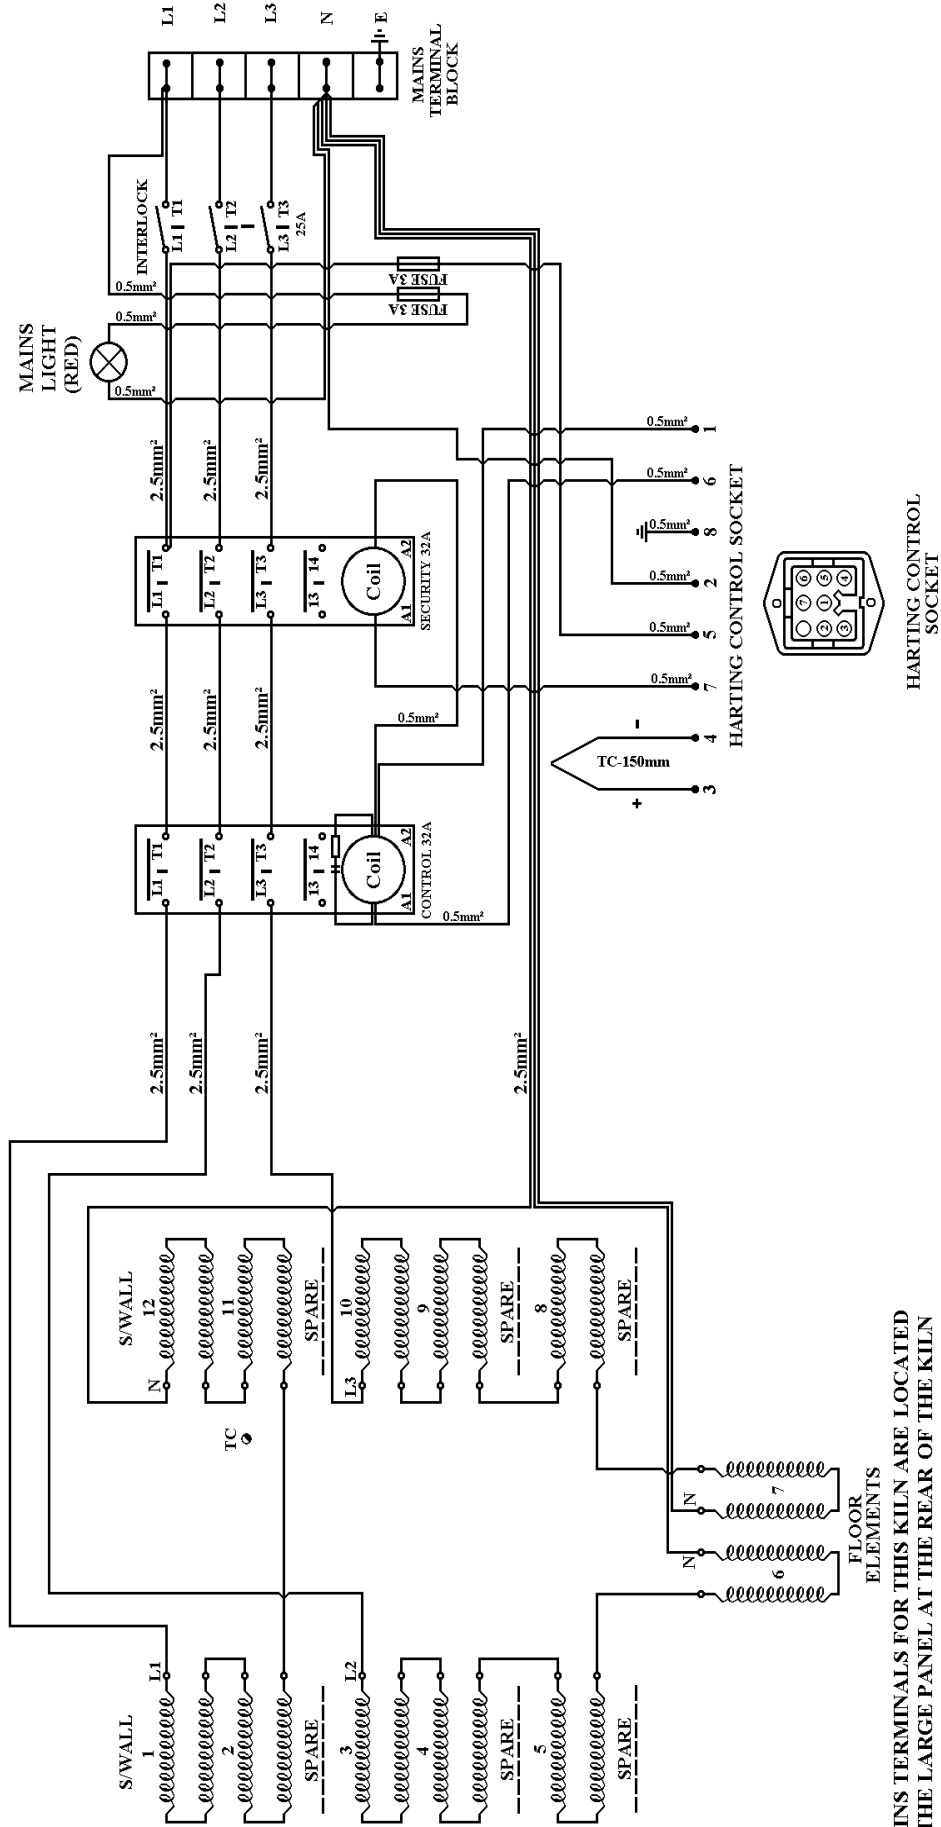 L1
L2
L3
N
E
MAINS
TERMINAL
BLOCK
INTERLOCK
L1 T1
L2 T2
L3 T3
25A
0.5mm²
FUSE 3A
FUSE 3A
0.5mm²
0.5mm²
MAINS
LIGHT
(RED)
2.5mm²
2.5mm²
2.5mm²
L1 T1
L2 T2
L3 T3
13 14
Coil
A1 A2
SECURITY 32A
2.5mm²
2.5mm²
2.5mm²
0.5mm²
L1 T1
L2 T2
L3 T3
13 14
Coil
A1 A2
CONTROL 32A
0.5mm²
0.5mm² 1
0.5mm² 6
0.5mm² 8
0.5mm² 2
0.5mm² 5
0.5mm² 7
- 4
TC-150mm
+ 3
HARTING CONTROL SOCKET
6 5 4
7 1
2 3
HARTING CONTROL
SOCKET
2.5mm²
2.5mm²
2.5mm²
2.5mm²
S/WALL
12
N
11
SPARE
10
L3
9
SPARE
8
SPARE
TC
S/WALL
1
L1
2
SPARE
3
L2
4
SPARE
5
SPARE
N
7
N
6
FLOOR
ELEMENTS
INS TERMINALS FOR THIS KILN ARE LOCATED
THE LARGE PANEL AT THE REAR OF THE KILN